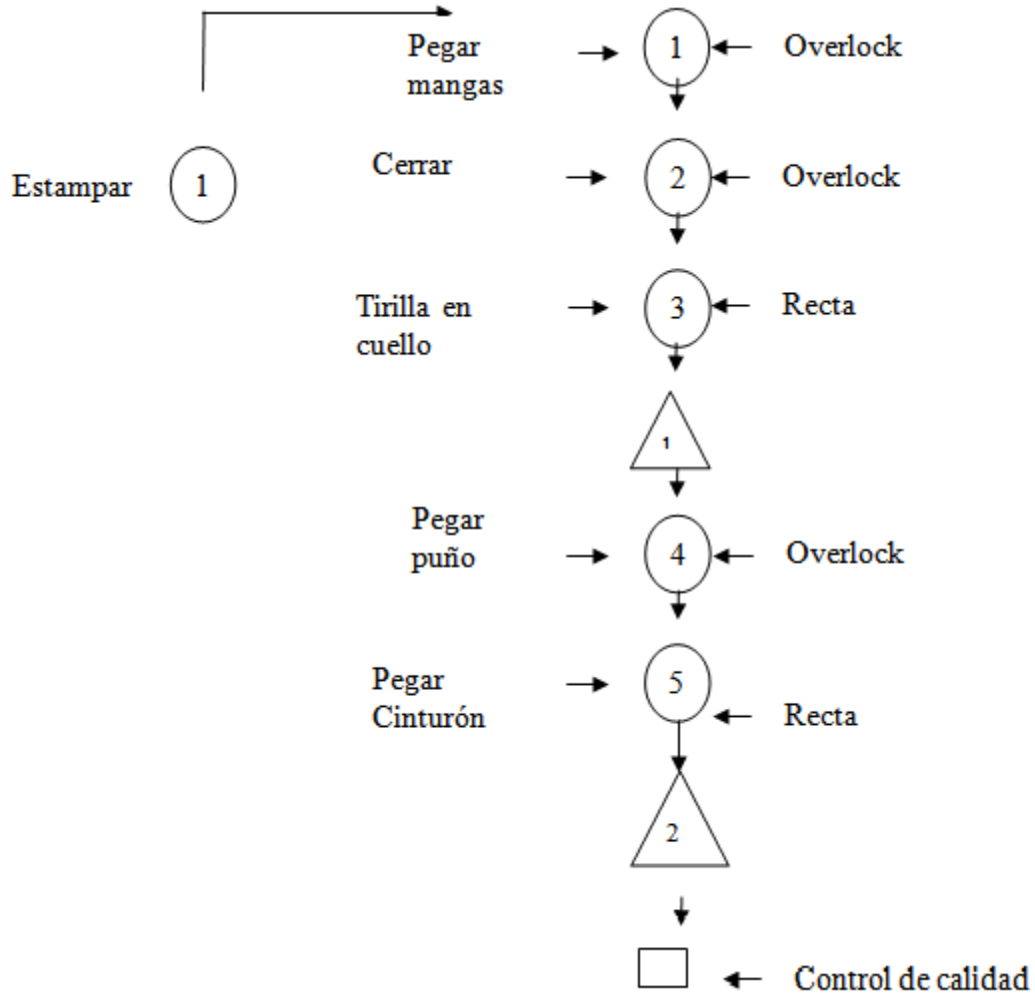 Pegar
mangas
1
Overlock
Estampar
1
Cerrar
2
Overlock
Tirilla en
cuello
3
Recta
1
Pegar
puño
4
Overlock
Pegar
Cinturón
5
Recta
2
Control de calidad